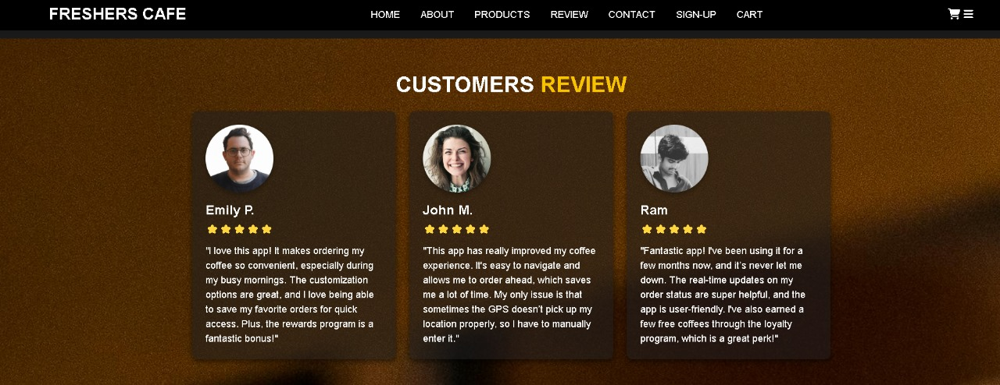 FRESHERS CAFE
HOME ABOUT PRODUCTS REVIEW CONTACT SIGN-UP CART
CUSTOMERS REVIEW
Emily P.
"I love this app! It makes ordering my
coffee so convenient, especially during
my busy mornings. The customization
options are great, and I love being able
to save my favorite orders for quick
access. Plus, the rewards program is a
fantastic bonus!"
John M.
"This app has really improved my coffee
experience. It's easy to navigate and
allows me to order ahead, which saves
me a lot of time. My only issue is that
sometimes the GPS doesn't pick up my
location properly, so I have to manually
enter it."
Ram
"Fantastic app! I've been using it for a
few months now, and it's never let me
down. The real-time updates on my
order status are super helpful, and the
app is user-friendly. I've also earned a
few free coffees through the loyalty
program, which is a great perk!"